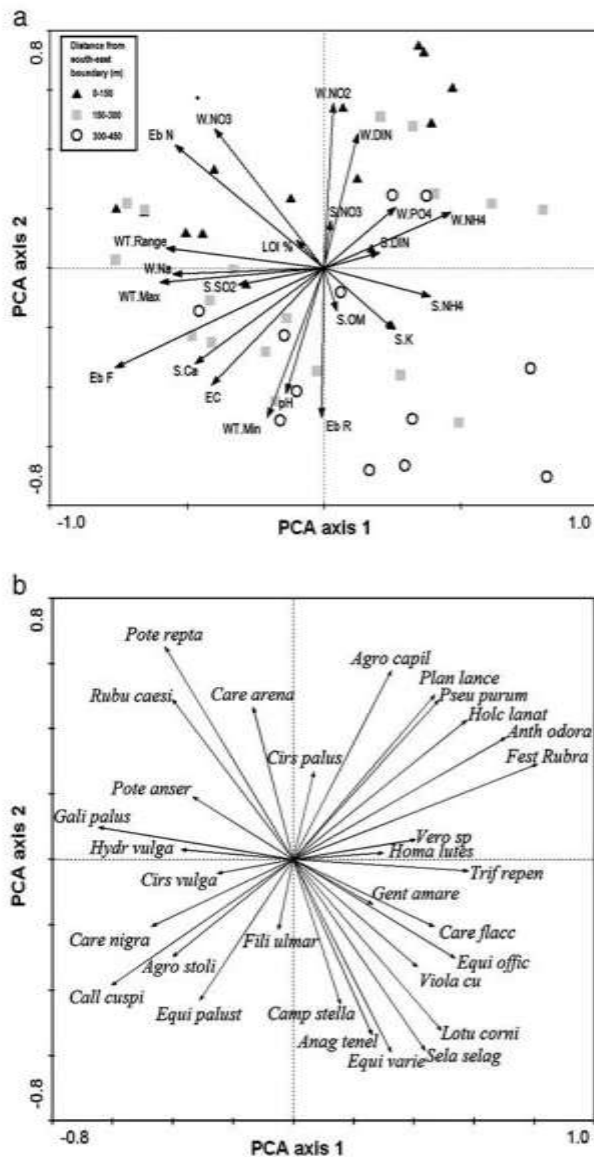 a
0.8
Distance from
south-east
boundary (m)
0-150
150-300
300-450
W.NO2
W.NO3
Eb N
W.DIN
S.NO3
W.PO4
W.NH4
WT.Range
LOI %
S.DIN
W.Na
S.SO2
WT.Max
S.NH4
S.OM
S.K
Eb F
S.Ca
EC
pH
WT.Min
Eb R
PCA axis 2
-0.8
-1.0
1.0
PCA axis 1
b
0.8
Pote repta
Agro capil
Rubu caesi
Care arena
Plan lance
Pseu purum
Holc lanat
Anth odora
Cirs palus
Fest Rubra
Pote anser
Gali palus
Vero sp
Hydr vulga
Homa lutes
Cirs vulga
Trif repen
Gent amare
Care nigra
Fili ulmar
Care flacc
Agro stoli
Equi offic
Call cuspi
Viola cu
Equi palust
Camp stella
Lotu corni
Anag tenel
Equi varie
Sela selag
PCA axis 2
-0.8
-0.8
1.0
PCA axis 1